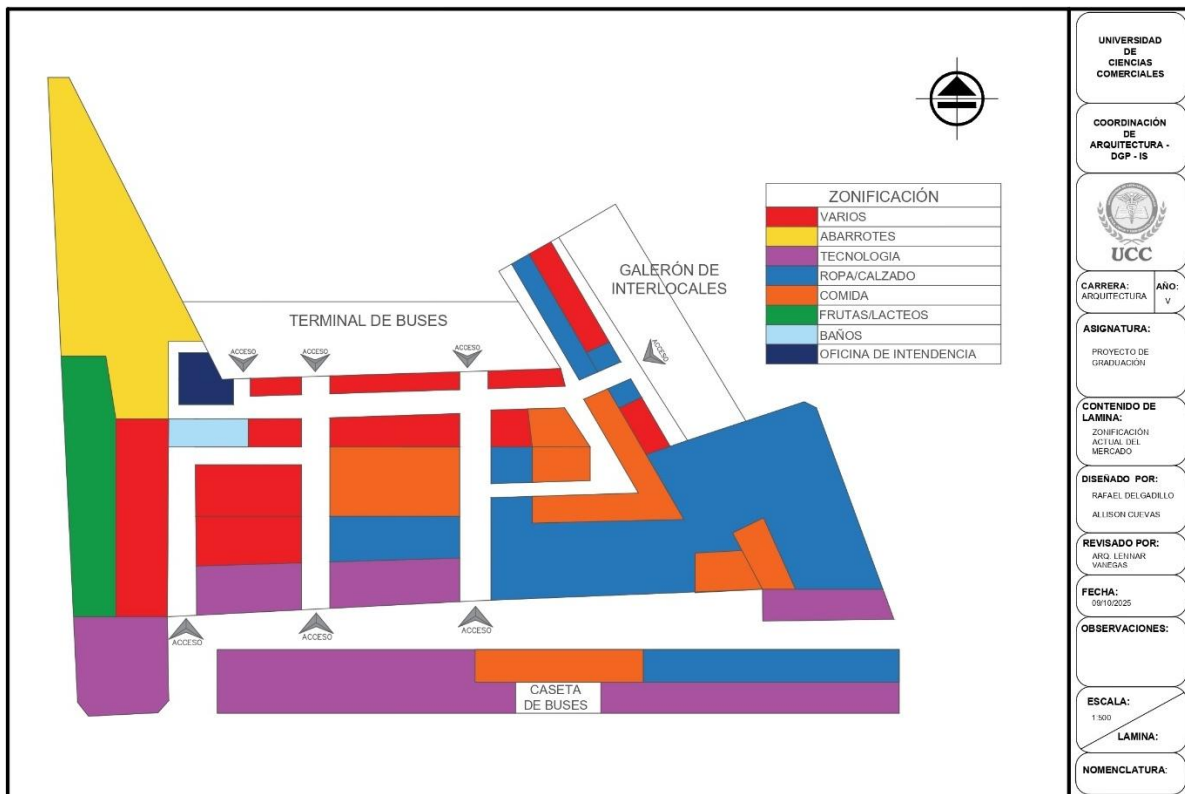 TERMINAL DE BUSES
GALERÓN DE
INTERLOCALES
ACCESO
ACCESO
ACCESO
ACCESO
ACCESO
ACCESO
ACCESO
CASETA
DE BUSES
ZONIFICACIÓN
VARIOS
ABARROTES
TECNOLOGIA
ROPA/CALZADO
COMIDA
FRUTAS/LACTEOS
BAÑOS
OFICINA DE INTENDENCIA
UNIVERSIDAD
DE
CIENCIAS
COMERCIALES
COORDINACIÓN
DE
ARQUITECTURA -
DGP - IS
UCC
CARRERA:
ARQUITECTURA
AÑO:
V
ASIGNATURA:
PROYECTO DE
GRADUACIÓN
CONTENIDO DE
LAMINA:
ZONIFICACIÓN
ACTUAL DEL
MERCADO
DISEÑADO POR:
RAFAEL DELGADILLO
ALLISON CUEVAS
REVISADO POR:
ARQ. LENNAR
VANEGAS
FECHA:
09/10/2025
OBSERVACIONES:
ESCALA:
1:500
LAMINA:
NOMENCLATURA: